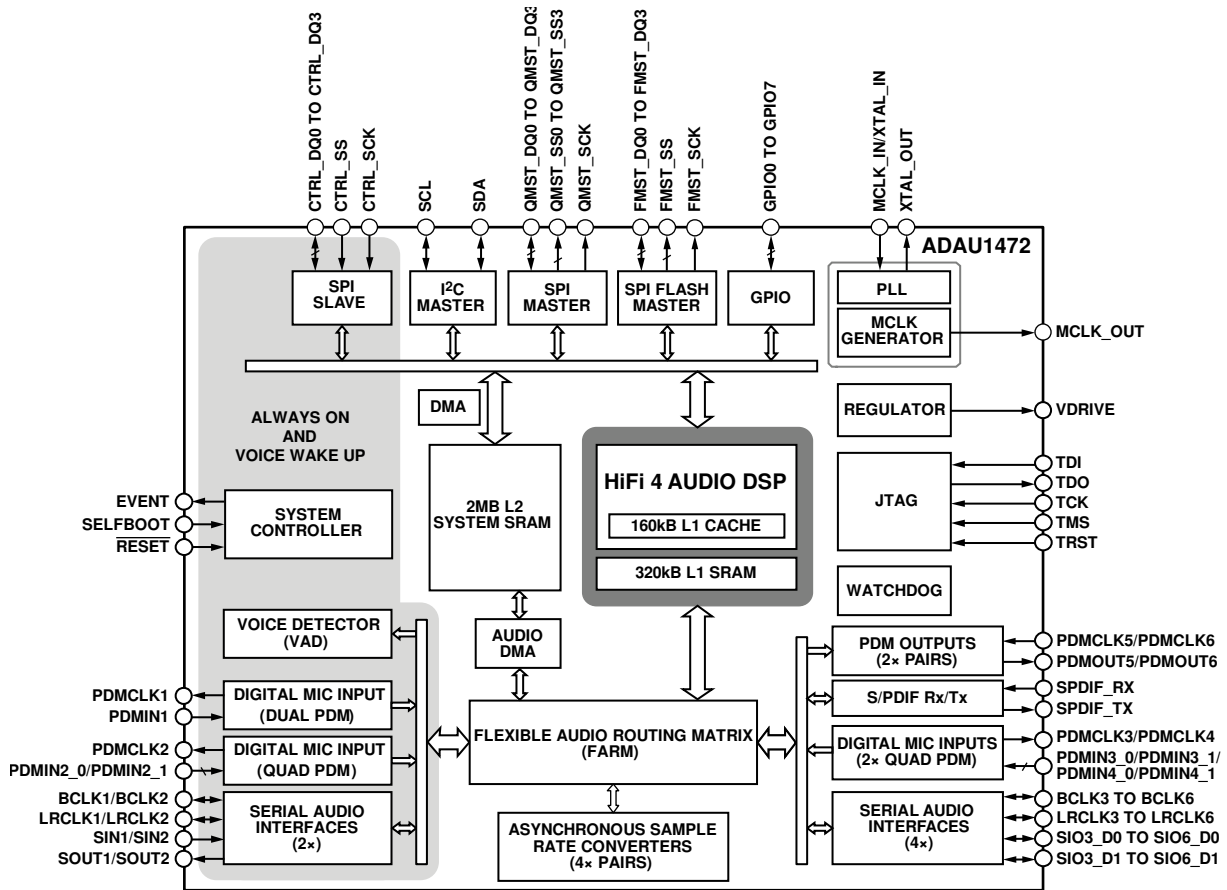 CTRL_DQ0 TO CTRL_DQ3
CTRL_SS
CTRL_SCK
SCL
SDA
QMST_DQ0 TO QMST_DQ3
QMST_SS0 TO QMST_SS3
QMST_SCK
FMST_DQ0 TO FMST_DQ3
FMST_SS
FMST_SCK
GPIO0 TO GPIO7
MCLK_IN/XTAL_IN
XTAL_OUT
ADAU1472
SPI
SLAVE
I²C
MASTER
SPI
MASTER
SPI FLASH
MASTER
GPIO
PLL
MCLK
GENERATOR
MCLK_OUT
DMA
REGULATOR
VDRIVE
ALWAYS ON
AND
VOICE WAKE UP
EVENT
SELFBOOT
RESET
SYSTEM
CONTROLLER
2MB L2
SYSTEM SRAM
HiFi 4 AUDIO DSP
160kB L1 CACHE
320kB L1 SRAM
JTAG
TDI
TDO
TCK
TMS
TRST
WATCHDOG
VOICE DETECTOR
(VAD)
AUDIO
DMA
PDM OUTPUTS
(2× PAIRS)
PDMCLK5/PDMCLK6
PDMOUT5/PDMOUT6
PDMCLK1
PDMIN1
DIGITAL MIC INPUT
(DUAL PDM)
S/PDIF Rx/Tx
SPDIF_RX
SPDIF_TX
PDMCLK2
PDMIN2_0/PDMIN2_1
DIGITAL MIC INPUT
(QUAD PDM)
FLEXIBLE AUDIO ROUTING MATRIX
(FARM)
DIGITAL MIC INPUTS
(2× QUAD PDM)
PDMCLK3/PDMCLK4
PDMIN3_0/PDMIN3_1/
PDMIN4_0/PDMIN4_1
BCLK1/BCLK2
LRCLK1/LRCLK2
SIN1/SIN2
SOUT1/SOUT2
SERIAL AUDIO
INTERFACES
(2×)
ASYNCHRONOUS SAMPLE
RATE CONVERTERS
(4× PAIRS)
SERIAL AUDIO
INTERFACES
(4×)
BCLK3 TO BCLK6
LRCLK3 TO LRCLK6
SIO3_D0 TO SIO6_D0
SIO3_D1 TO SIO6_D1